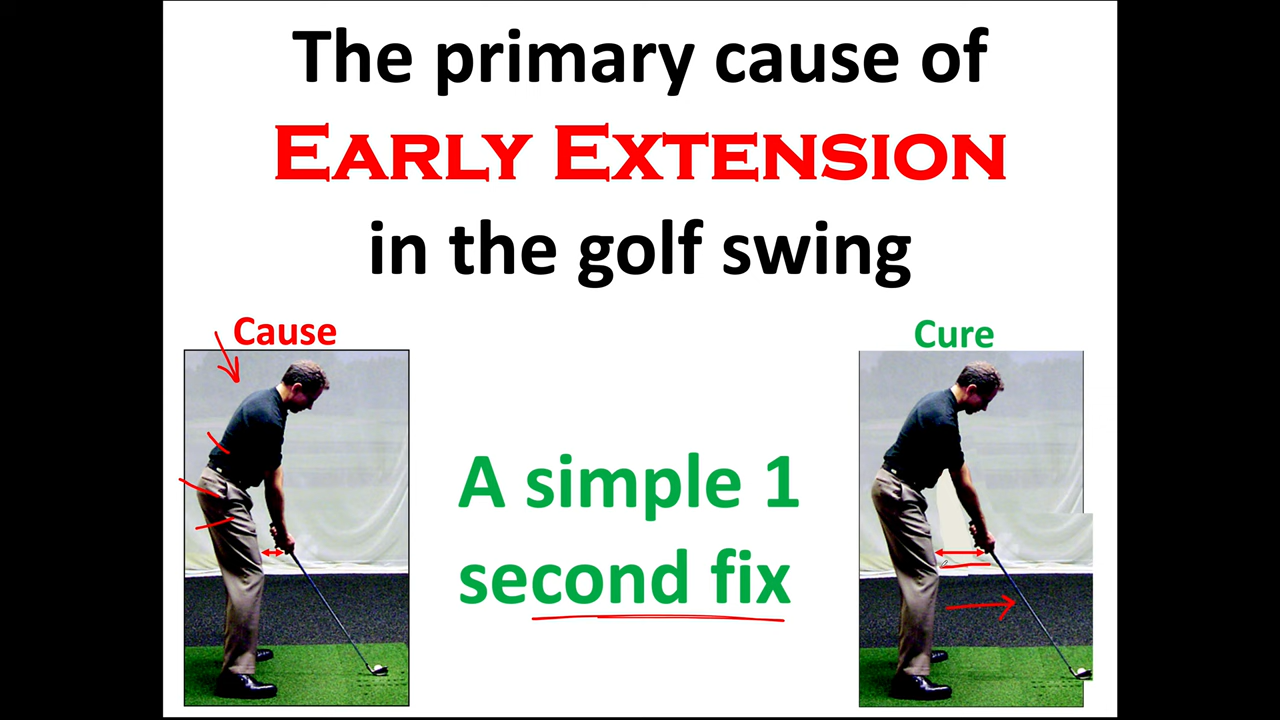 The primary cause of
EARLY EXTENSION
in the golf swing
Cause
Cure
A simple 1
second fix